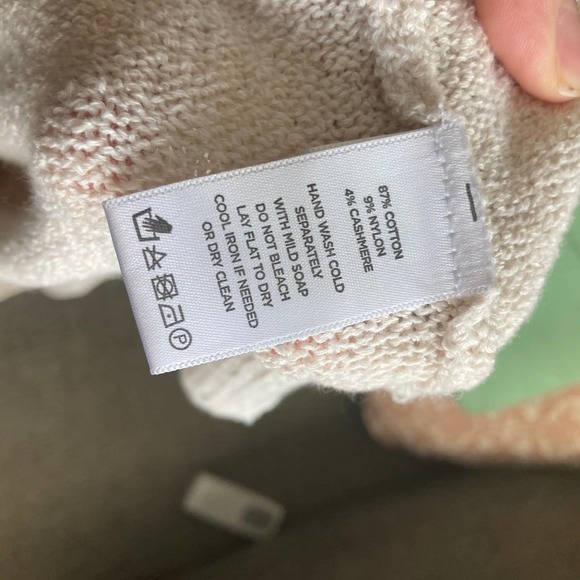 87% COTTON
9% NYLON
4% CASHMERE
HAND WASH COLD
SEPARATELY
WITH MILD SOAP
DO NOT BLEACH
LAY FLAT TO DRY
COOL IRON IF NEEDED
OR DRY CLEAN
P